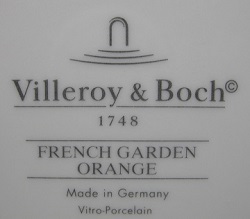 Villeroy & Boch©
1748
FRENCH GARDEN
ORANGE
Made in Germany
Vitro-Porcelain